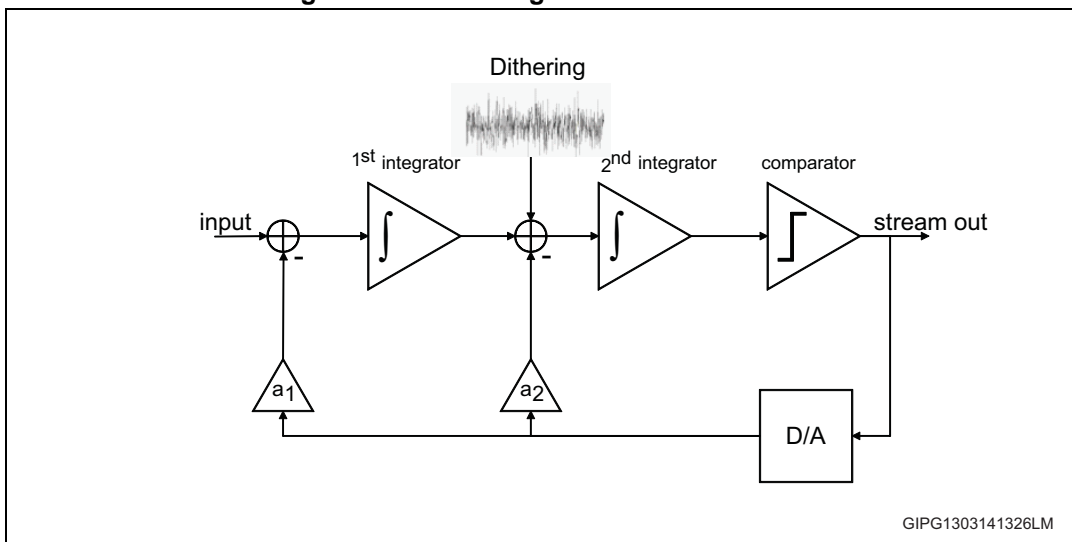 Dithering
1st integrator
2nd integrator
comparator
input
-
-
stream out
a1
a2
D/A
GIPG1303141326LM